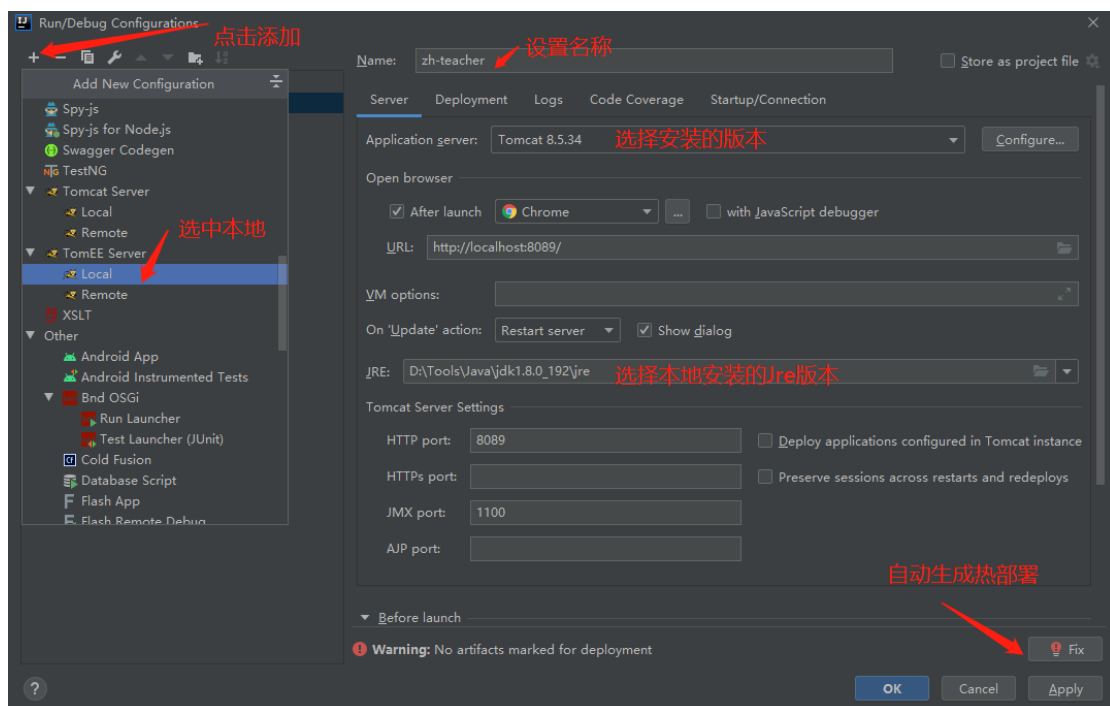 Run/Debug Configurations
点击添加
Add New Configuration
Spy-js
Spy-js for Node.js
Swagger Codegen
TestNG
Tomcat Server
Local
Remote
选中本地
TomEE Server
Local
Remote
XSLT
Other
Android App
Android Instrumented Tests
Bnd OSGi
Run Launcher
Test Launcher (JUnit)
Cold Fusion
Database Script
Flash App
Flash Remote Debug
Name: zh-teacher
设置名称
Store as project file
Server Deployment Logs Code Coverage Startup/Connection
Application server: Tomcat 8.5.34 选择安装的版本 Configure...
Open browser
After launch Chrome ... with JavaScript debugger
URL: http://localhost:8089/
VM options:
On 'Update' action: Restart server Show dialog
JRE: D:\Tools\Java\jdk1.8.0_192\jre 选择本地安装的Jre版本
Tomcat Server Settings
HTTP port: 8089 Deploy applications configured in Tomcat instance
HTTPs port: Preserve sessions across restarts and redeploys
JMX port: 1100
AJP port:
自动生成热部署
Before launch
Warning: No artifacts marked for deployment Fix
? OK Cancel Apply